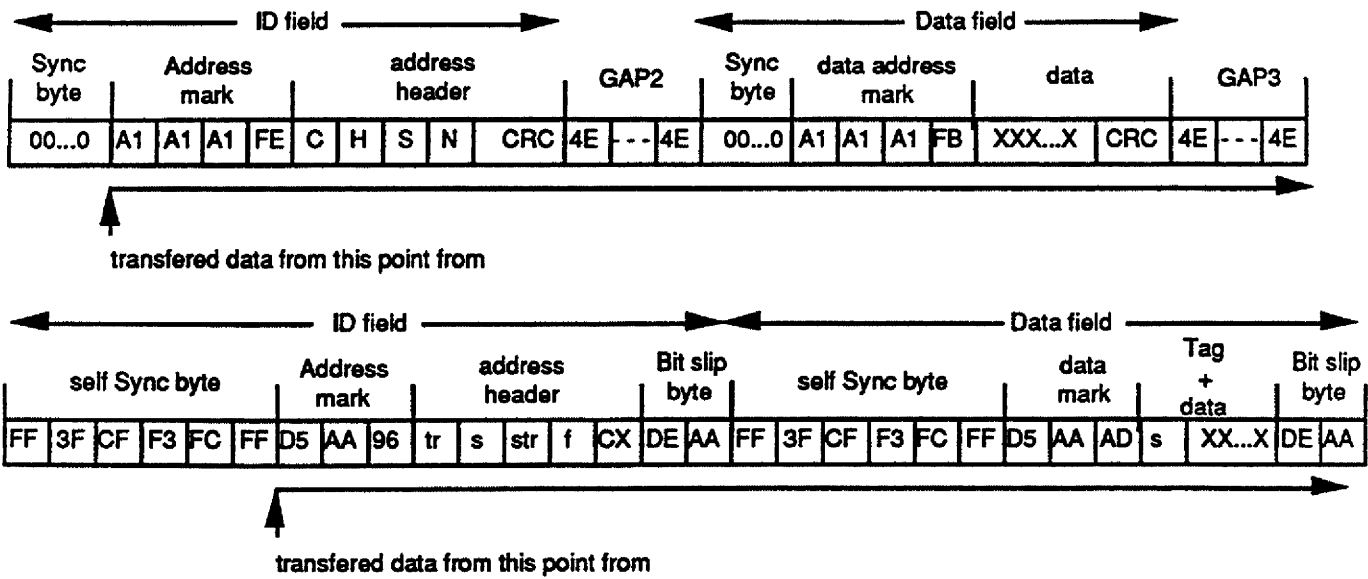 ID field Data field
Sync byte Address mark address header GAP2 Sync byte data address mark data GAP3
00...0 A1 A1 A1 FE C H S N CRC 4E --- 4E 00...0 A1 A1 A1 FB XXX...X CRC 4E --- 4E
transfered data from this point from
ID field Data field
self Sync byte Address mark address header Bit slip byte self Sync byte data mark Tag + data Bit slip byte
FF 3F CF F3 FC FF D5 AA 96 tr s str f CX DE AA FF 3F CF F3 FC FF D5 AA AD s XX...X DE AA
transfered data from this point from